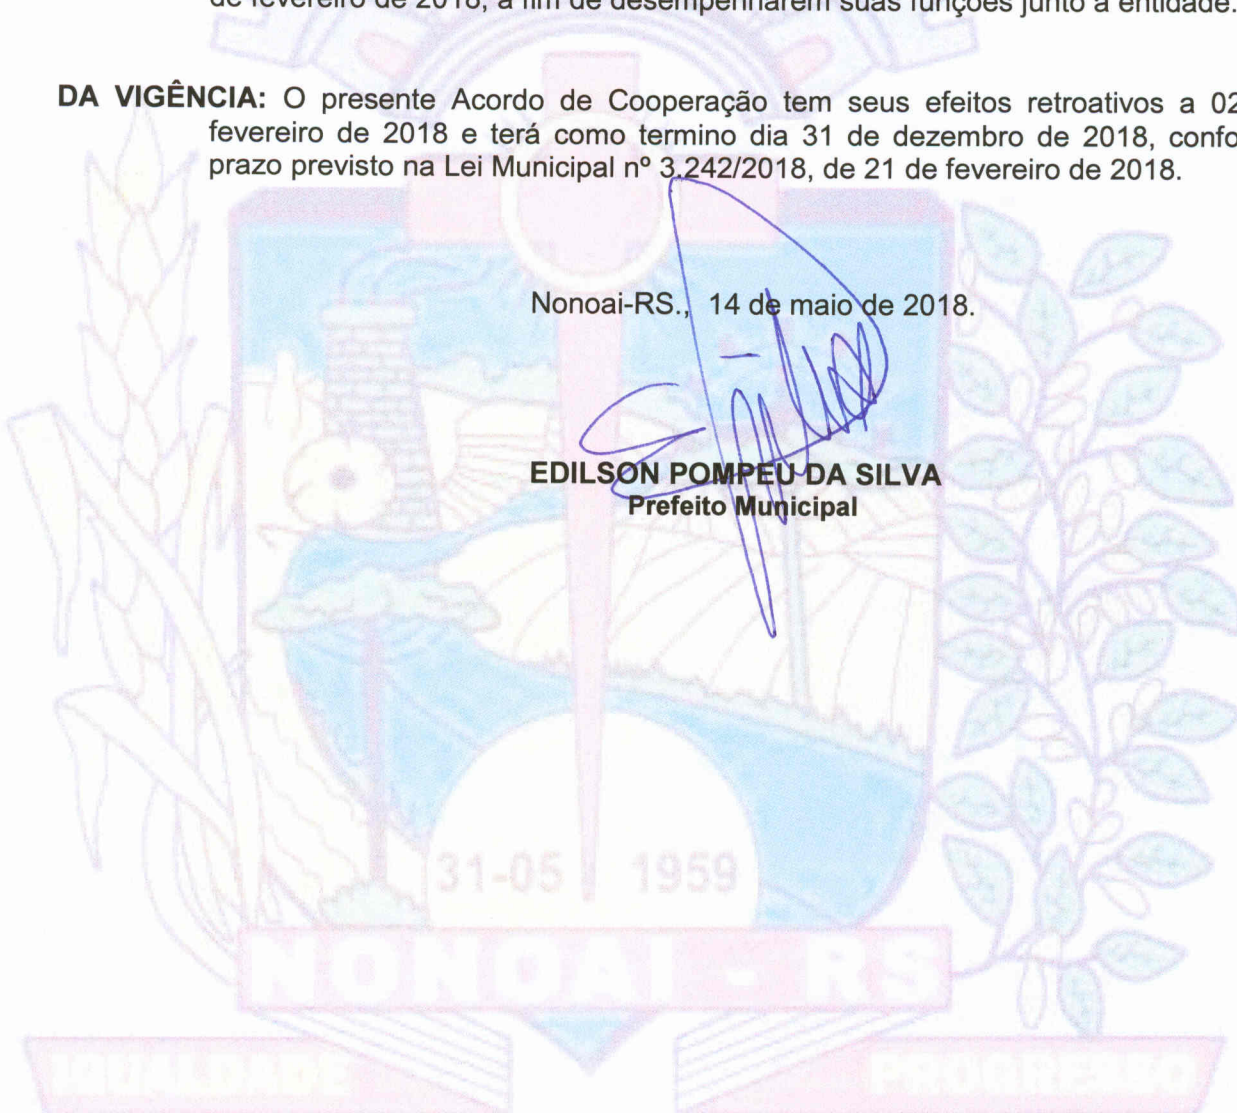 de fevereiro de 2018, a fim de desempenharem suas funções junto a entidade.
DA VIGÊNCIA: O presente Acordo de Cooperação tem seus efeitos retroativos a 02
fevereiro de 2018 e terá como termino dia 31 de dezembro de 2018, confo
prazo previsto na Lei Municipal nº 3.242/2018, de 21 de fevereiro de 2018.
Nonoai-RS., 14 de maio de 2018.
EDILSON POMPEU DA SILVA
Prefeito Municipal
31-05 1959
NONOAI - RS
IGUALDADE PROGRESSO